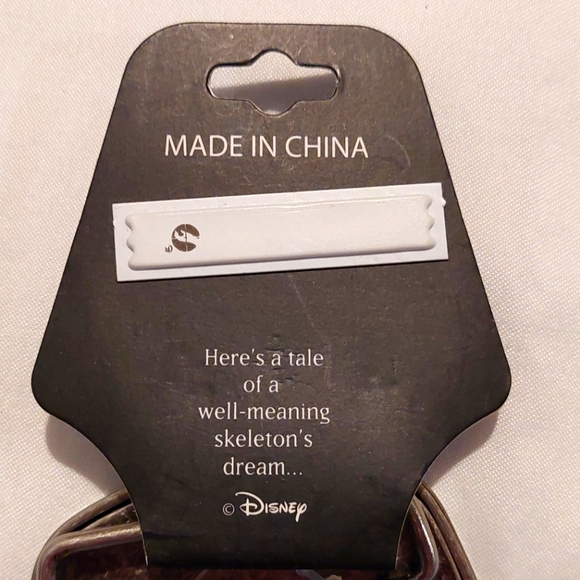 MADE IN CHINA
Here's a tale
of a
well-meaning
skeleton's
dream...
© Disney